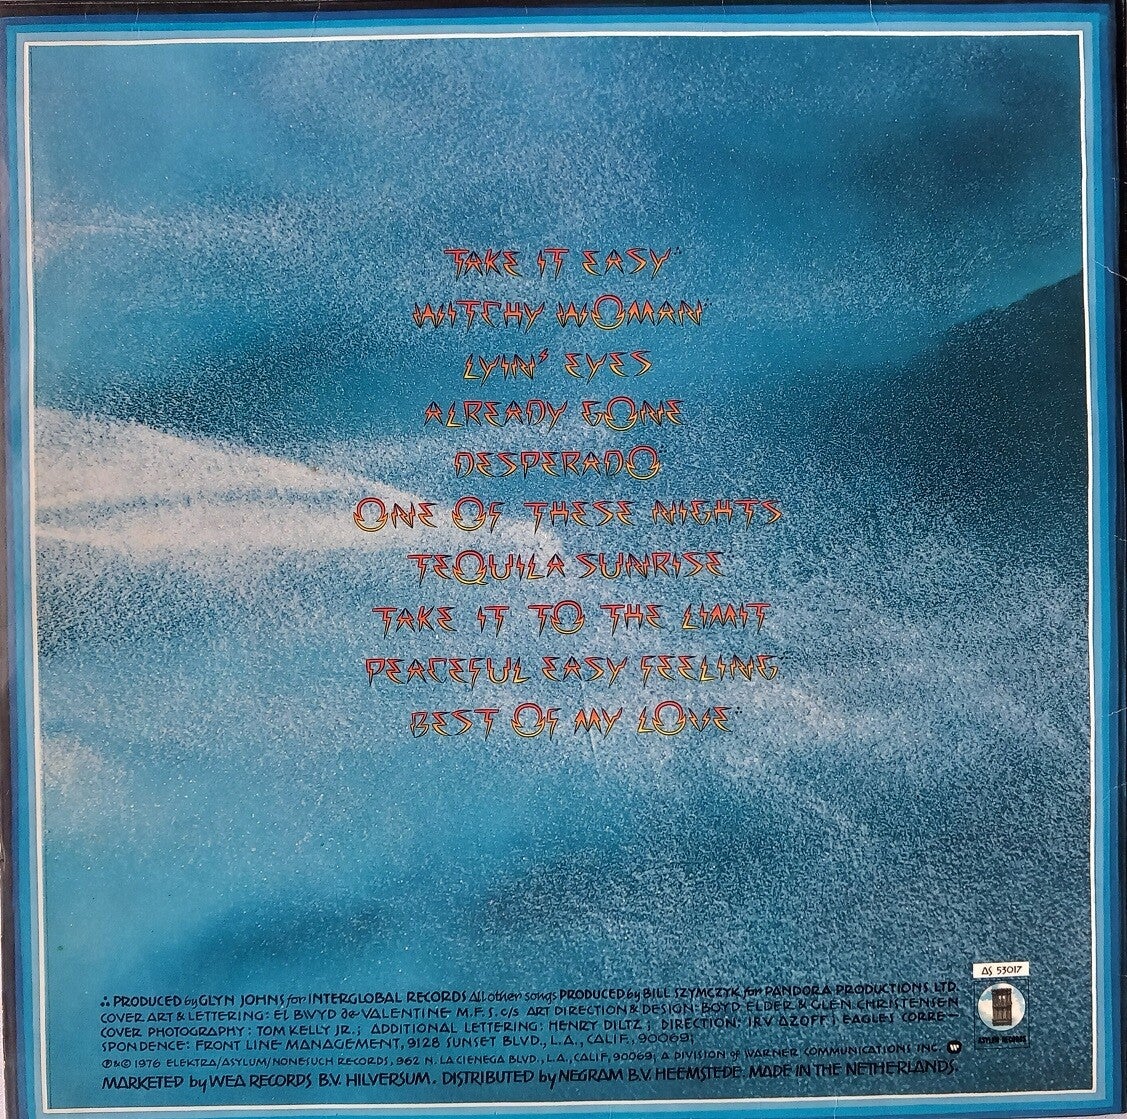 TAKE IT EASY∴
WITCHY WOMAN∴
LYIN' EYES
ALREADY GONE
DESPERADO∴
ONE OF THESE NIGHTS
TEQUILA SUNRISE∴
TAKE IT TO THE LIMIT
PEACEFUL EASY FEELING∴
BEST OF MY LOVE∴
AS 53017
∴ PRODUCED by GLYN JOHNS for INTERGLOBAL RECORDS All other songs PRODUCED by BILL SZYMCZYK for PANDORA PRODUCTIONS, LTD.
COVER ART & LETTERING: EL BWYD de VALENTINE M.F.S. c/s ART DIRECTION & DESIGN: BOYD ELDER & GLEN CHRISTENSEN
COVER PHOTOGRAPHY: TOM KELLY JR.; ADDITIONAL LETTERING: HENRY DILTZ; DIRECTION: IRV AZOFF; EAGLES CORRE-
SPONDENCE: FRONT LINE MANAGEMENT, 9128 SUNSET BLVD., L.A., CALIF., 90069;
℗&© 1976 ELEKTRA/ASYLUM/NONESUCH RECORDS, 962 N. LA CIENEGA BLVD., L.A., CALIF, 90069; A DIVISION of WARNER COMMUNICATIONS INC.
MARKETED by WEA RECORDS B.V. HILVERSUM. DISTRIBUTED by NEGRAM B.V. HEEMSTEDE. MADE IN THE NETHERLANDS.
ASYLUM RECORDS